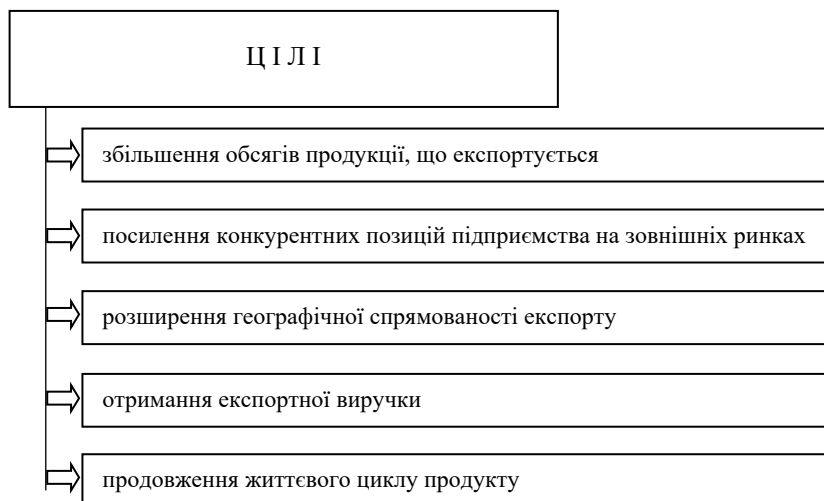 Ц І Л І
збільшення обсягів продукції, що експортується
посилення конкурентних позицій підприємства на зовнішніх ринках
розширення географічної спрямованості експорту
отримання експортної виручки
продовження життєвого циклу продукту